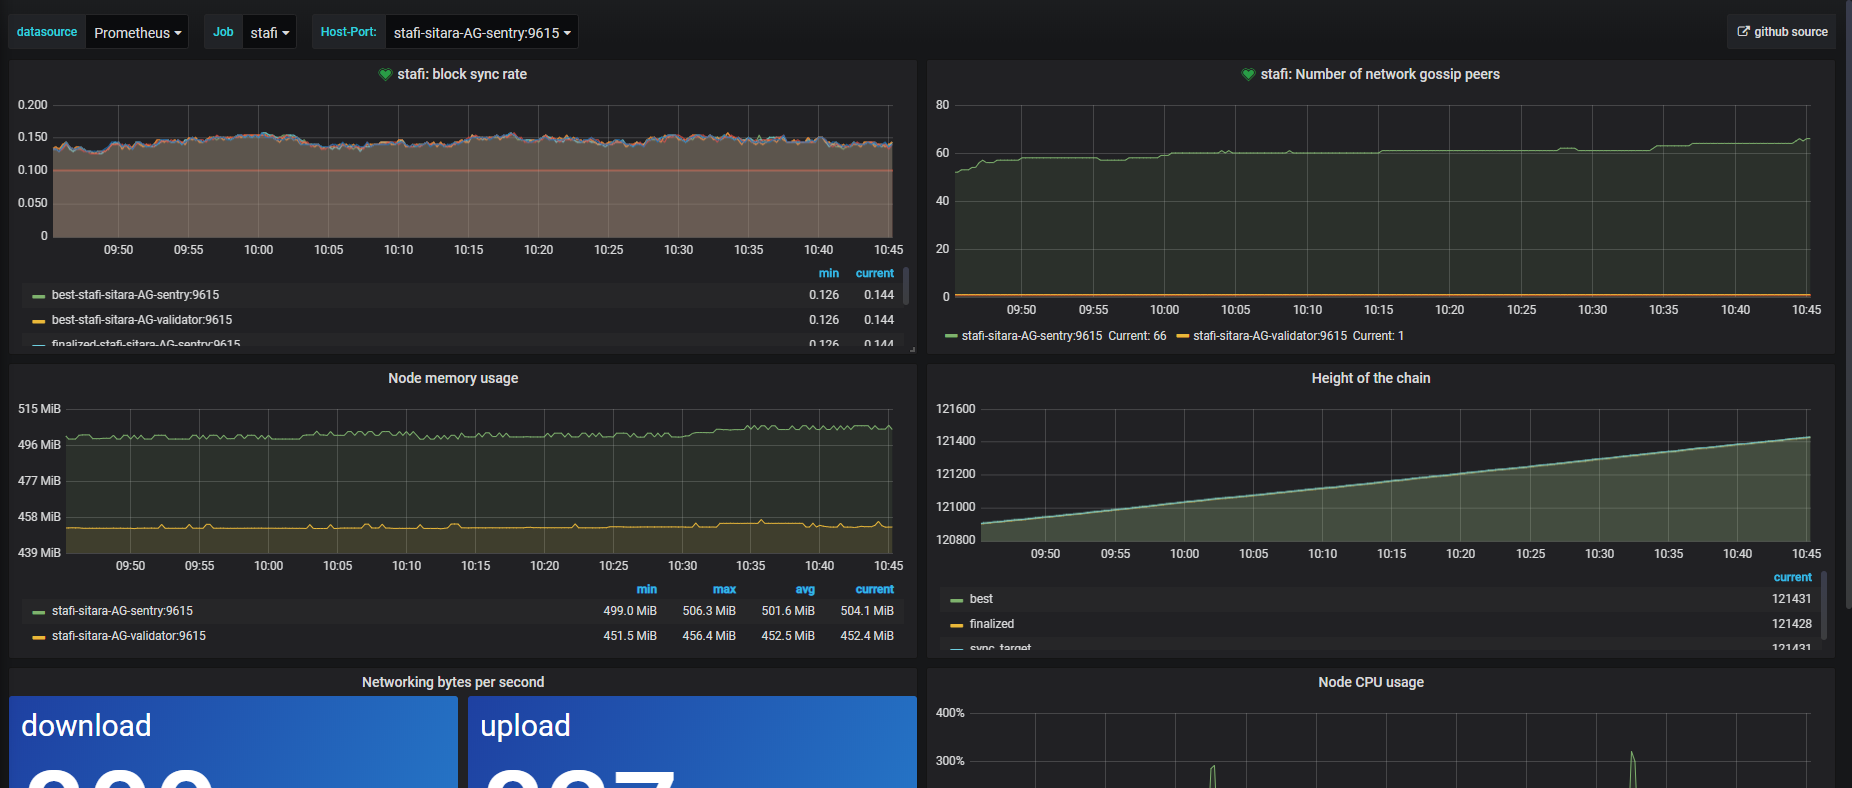 datasource Prometheus Job stafi Host-Port: stafi-sitara-AG-sentry:9615 github source
stafi: block sync rate
0.200
0.150
0.100
0.050
0
09:50 09:55 10:00 10:05 10:10 10:15 10:20 10:25 10:30 10:35 10:40 10:45
min current
best-stafi-sitara-AG-sentry:9615 0.126 0.144
best-stafi-sitara-AG-validator:9615 0.126 0.144
finalized-stafi-sitara-AG-sentry:9615 0.126 0.144
stafi: Number of network gossip peers
80
60
40
20
0
09:50 09:55 10:00 10:05 10:10 10:15 10:20 10:25 10:30 10:35 10:40 10:45
stafi-sitara-AG-sentry:9615 Current: 66 stafi-sitara-AG-validator:9615 Current: 1
Node memory usage
515 MiB
496 MiB
477 MiB
458 MiB
439 MiB
09:50 09:55 10:00 10:05 10:10 10:15 10:20 10:25 10:30 10:35 10:40 10:45
min max avg current
stafi-sitara-AG-sentry:9615 499.0 MiB 506.3 MiB 501.6 MiB 504.1 MiB
stafi-sitara-AG-validator:9615 451.5 MiB 456.4 MiB 452.5 MiB 452.4 MiB
Height of the chain
121600
121400
121200
121000
120800
09:50 09:55 10:00 10:05 10:10 10:15 10:20 10:25 10:30 10:35 10:40 10:45
current
best 121431
finalized 121428
sync_target 121431
Networking bytes per second
download
upload
Node CPU usage
400%
300%